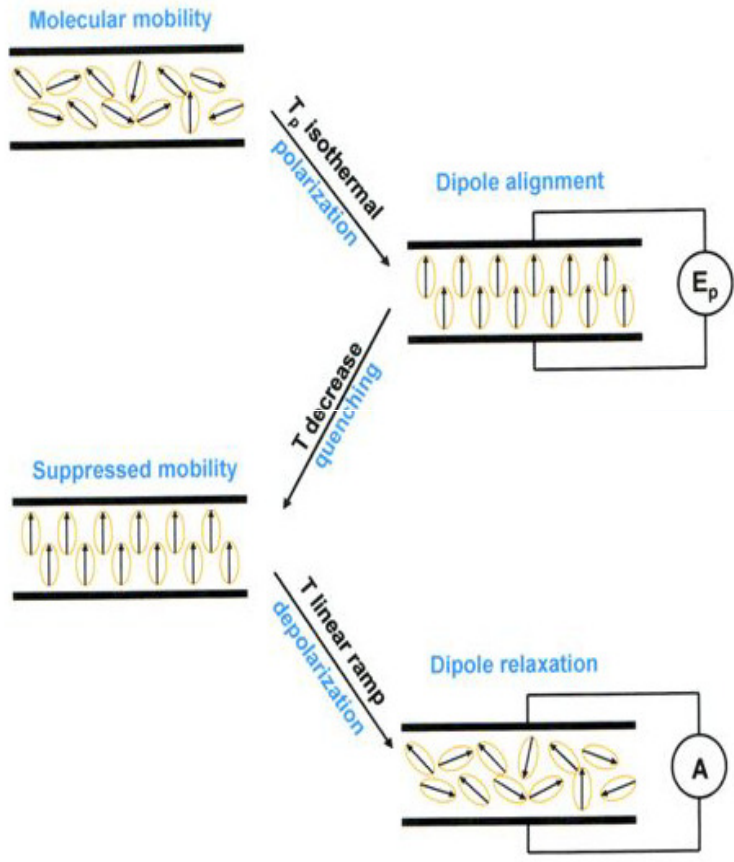 Molecular mobility
Tp isothermal
polarization
Dipole alignment
Ep
T decrease
quenching
Suppressed mobility
T linear ramp
depolarization
Dipole relaxation
A